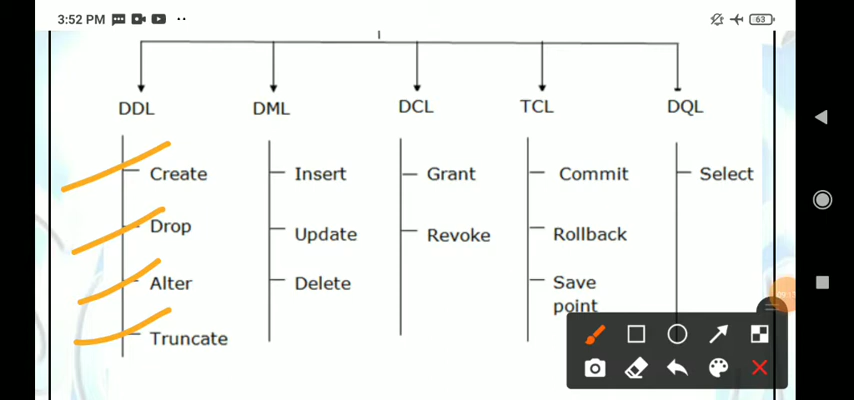 3:52 PM
63
DDL DML DCL TCL DQL
Create Insert Grant Commit Select
Drop Update Revoke Rollback
Alter Delete Save
point
Truncate